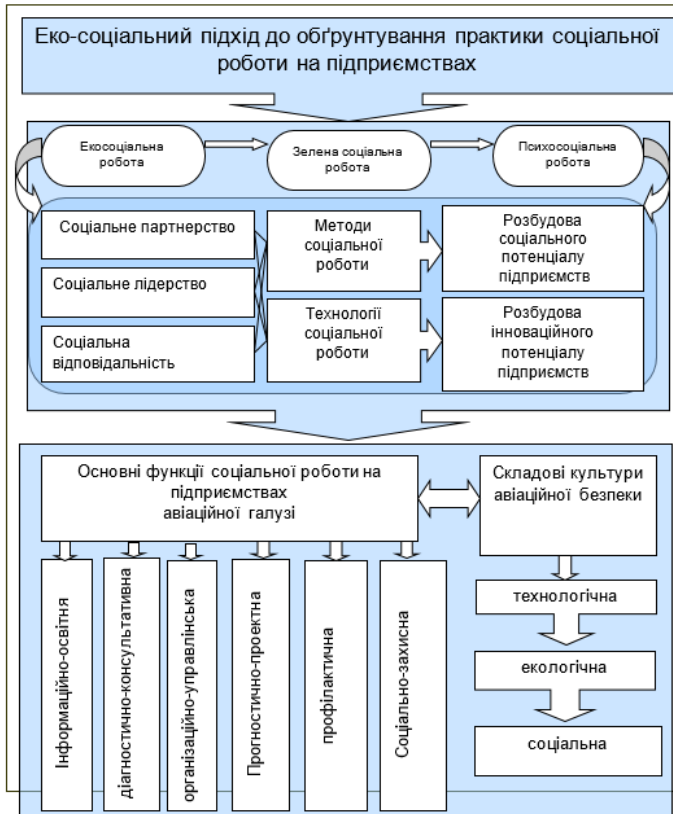 Еко-соціальний підхід до обґрунтування практики соціальної
роботи на підприємствах
Екосоціальна
робота
Зелена соціальна
робота
Психосоціальна
робота
Соціальне партнерство
Соціальне лідерство
Соціальна
відповідальність
Методи
соціальної
роботи
Технології
соціальної
роботи
Розбудова
соціального
потенціалу
підприємств
Розбудова
інноваційного
потенціалу
підприємств
Основні функції соціальної роботи на
підприємствах
авіаційної галузі
Складові культури
авіаційної безпеки
Інформаційно-освітня
діагностично-консультативна
організаційно-управлінська
Прогностично-проектна
профілактична
Соціально-захисна
технологічна
екологічна
соціальна